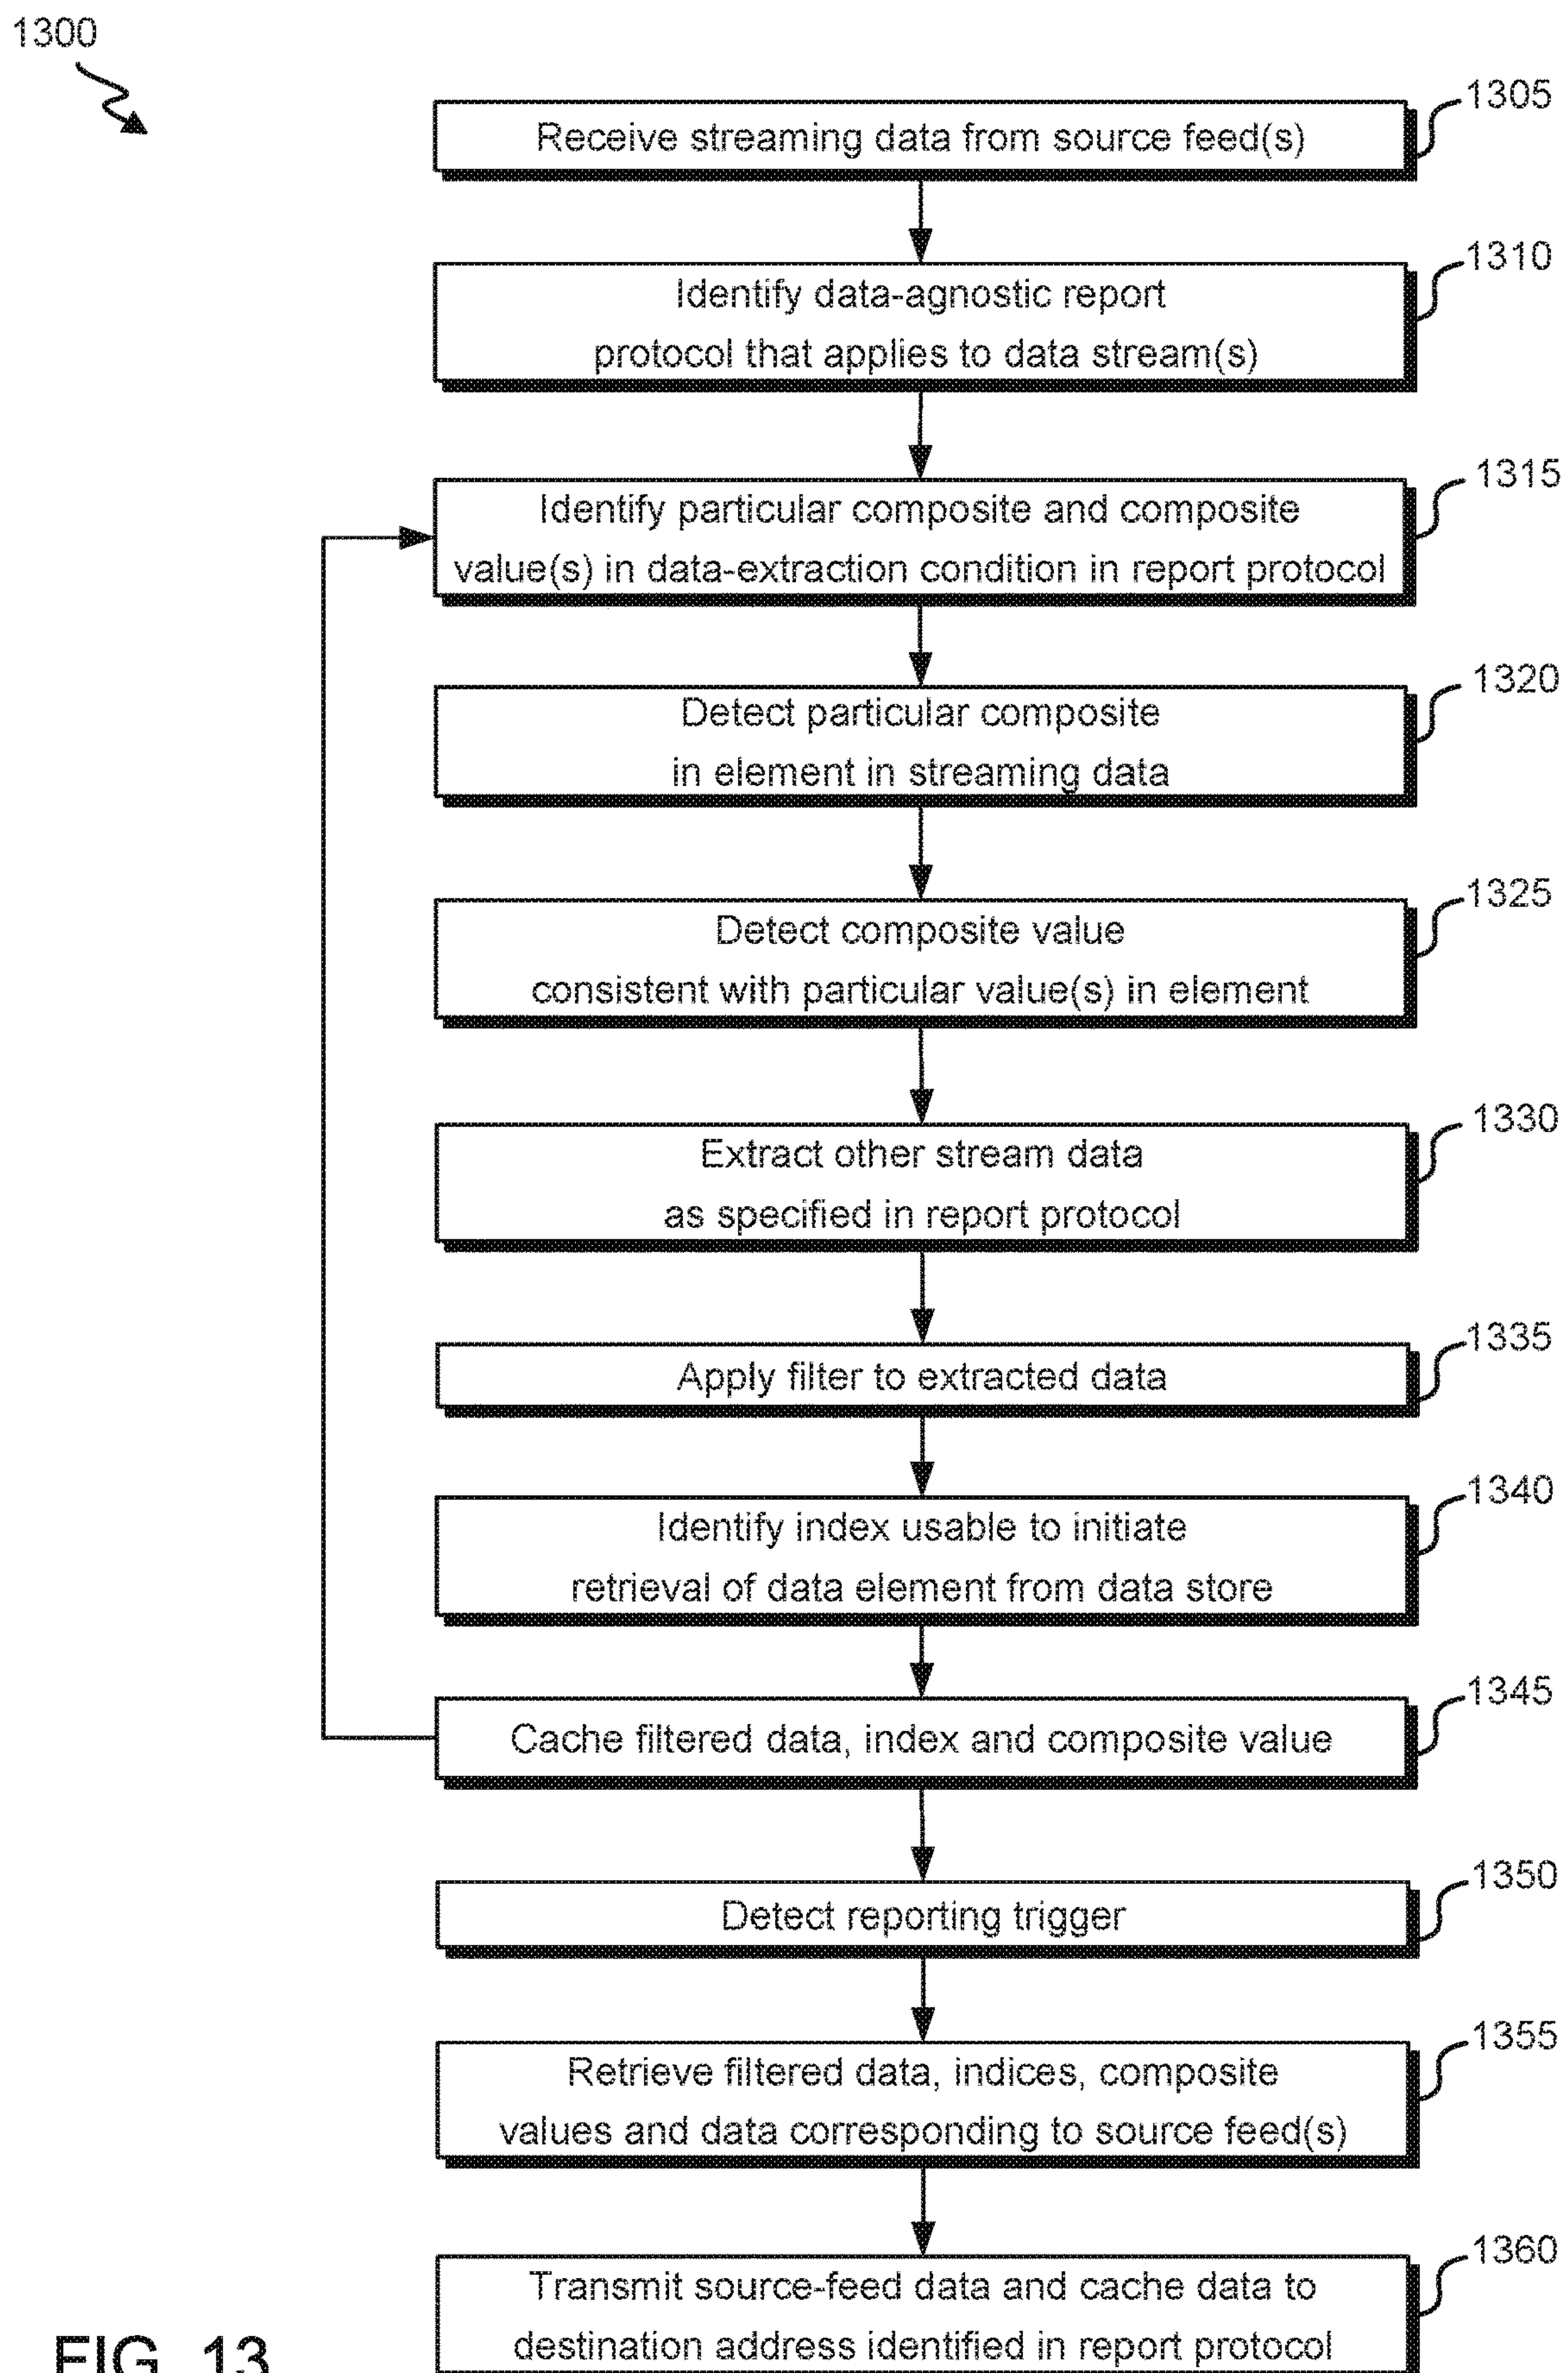 1300
1305
Receive streaming data from source feed(s)
1310
Identify data-agnostic report
protocol that applies to data stream(s)
1315
Identify particular composite and composite
value(s) in data-extraction condition in report protocol
1320
Detect particular composite
in element in streaming data
1325
Detect composite value
consistent with particular value(s) in element
1330
Extract other stream data
as specified in report protocol
1335
Apply filter to extracted data
1340
Identify index usable to initiate
retrieval of data element from data store
1345
Cache filtered data, index and composite value
1350
Detect reporting trigger
1355
Retrieve filtered data, indices, composite
values and data corresponding to source feed(s)
1360
Transmit source-feed data and cache data to
destination address identified in report protocol
FIG. 13